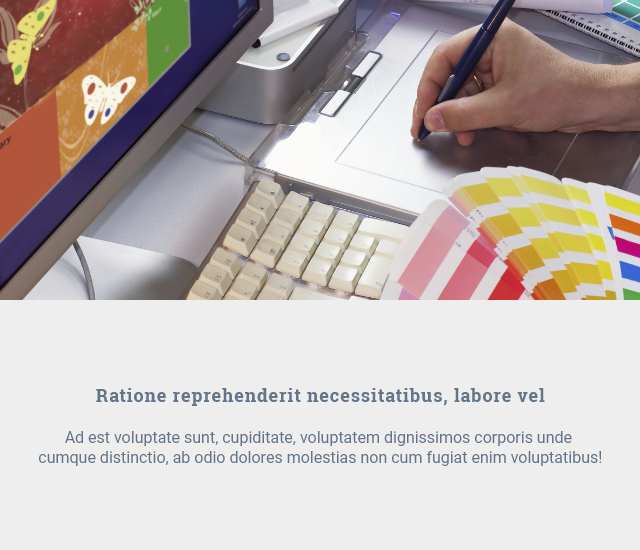 Ratione reprehenderit necessitatibus, labore vel
Ad est voluptate sunt, cupiditate, voluptatem dignissimos corporis unde
cumque distinctio, ab odio dolores molestias non cum fugiat enim voluptatibus!